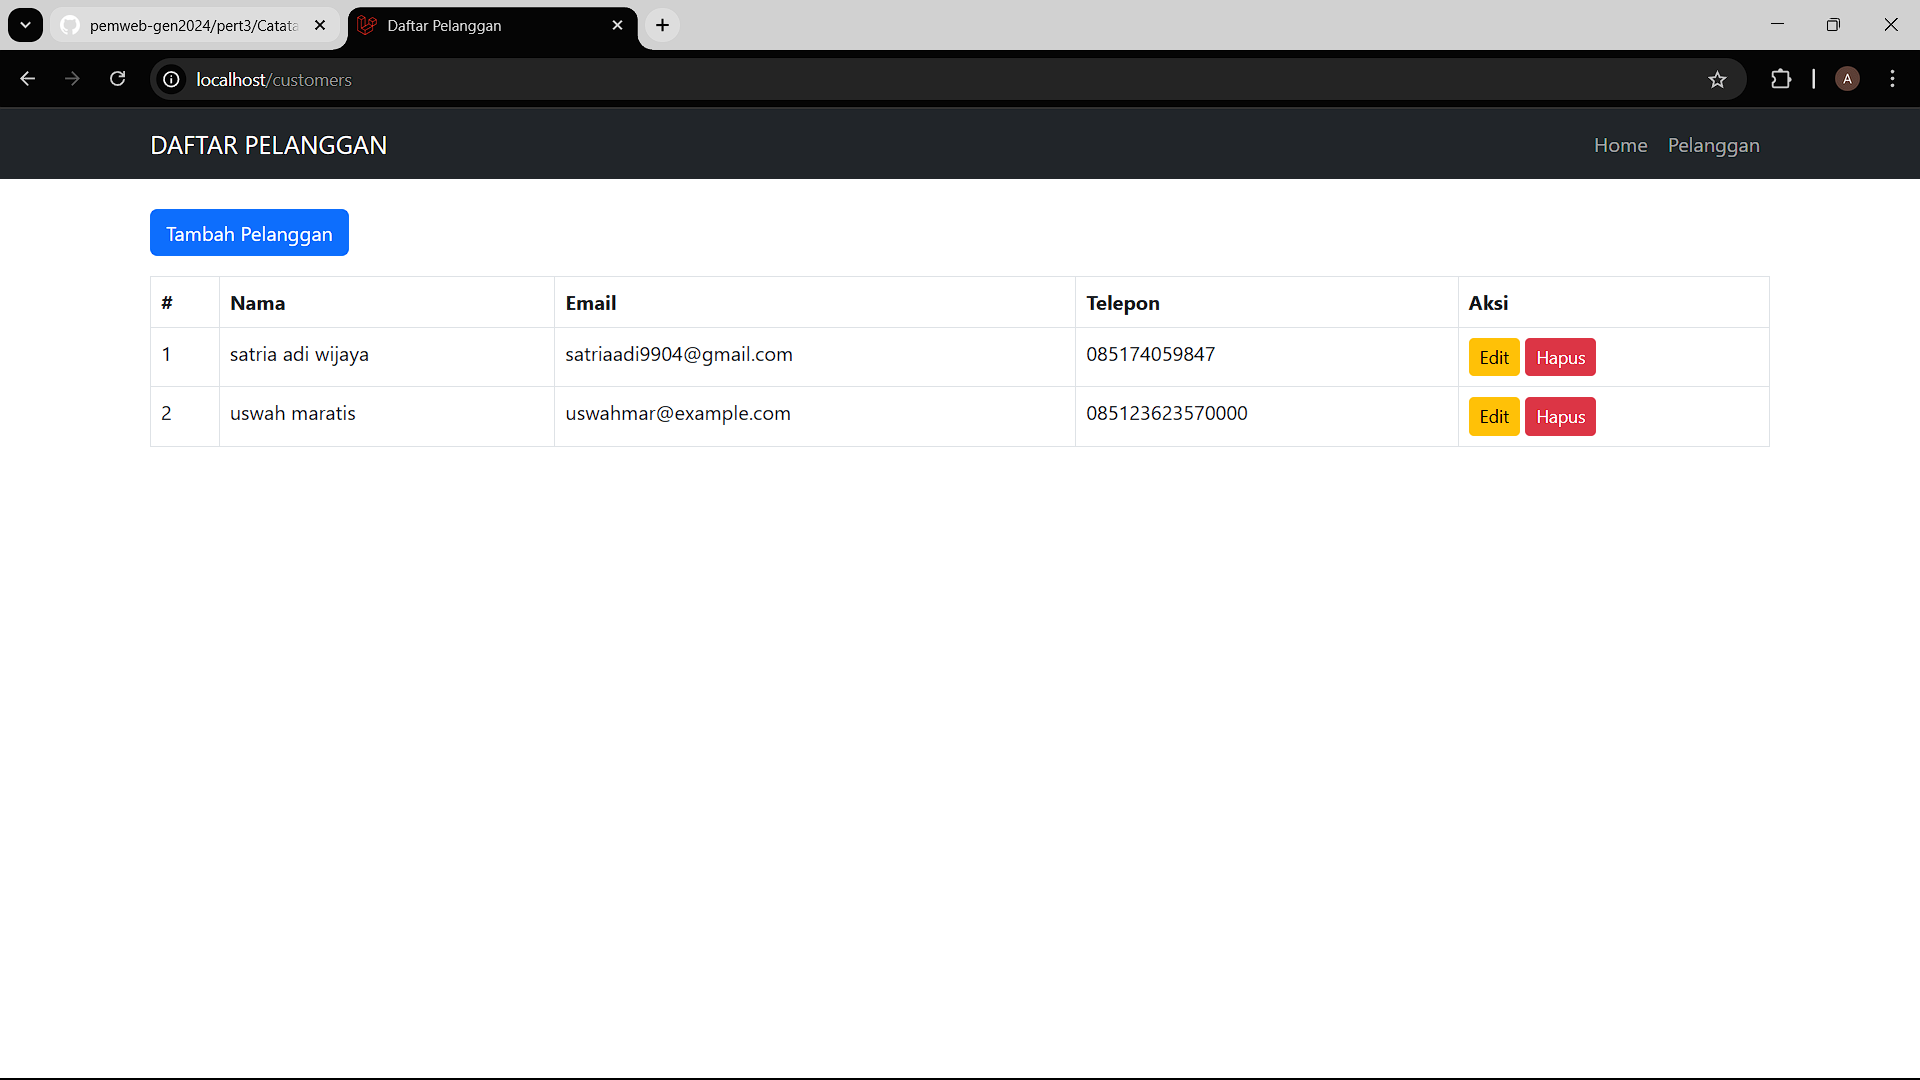 pemweb-gen2024/pert3/Catata
Daftar Pelanggan
localhost/customers
A
DAFTAR PELANGGAN
Home Pelanggan
Tambah Pelanggan
# Nama Email Telepon Aksi
1 satria adi wijaya satriaadi9904@gmail.com 085174059847 Edit Hapus
2 uswah maratis uswahmar@example.com 085123623570000 Edit Hapus